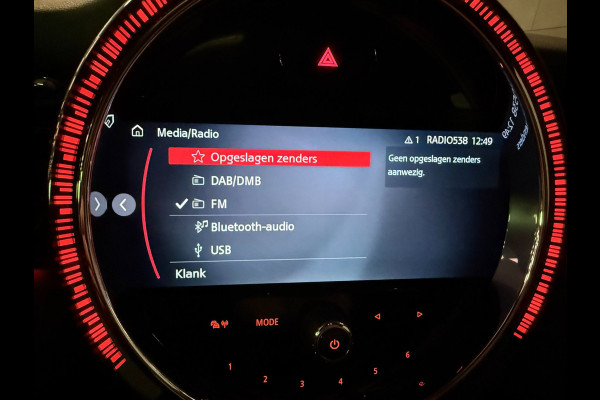 Media/Radio
1 RADIO538 12:49
Opgeslagen zenders
DAB/DMB
FM
Bluetooth-audio
USB
Klank
Geen opgeslagen zenders
aanwezig.
MODE
1
2
3
4
5
6